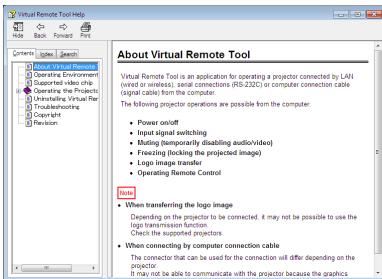 Virtual Remote Tool Help
Hide Back Forward Print
Contents Index Search
About Virtual Remote
Operating Environment
Supported video chip
Operating the Projecto
Uninstalling Virtual Rer
Troubleshooting
Copyright
Revision
About Virtual Remote Tool
Virtual Remote Tool is an application for operating a projector connected by LAN
(wired or wireless), serial connections (RS-232C) or computer connection cable
(signal cable) from the computer.
The following projector operations are possible from the computer.
• Power on/off
• Input signal switching
• Muting (temporarily disabling audio/video)
• Freezing (locking the projected image)
• Logo image transfer
• Operating Remote Control
Note
• When transferring the logo image
Depending on the projector to be connected, it may not be possible to use the
logo transmission function.
Check the supported projectors.
• When connecting by computer connection cable
The connector that can be used for the connection will differ depending on the
projector.
It may not be able to communicate with the projector because the graphics